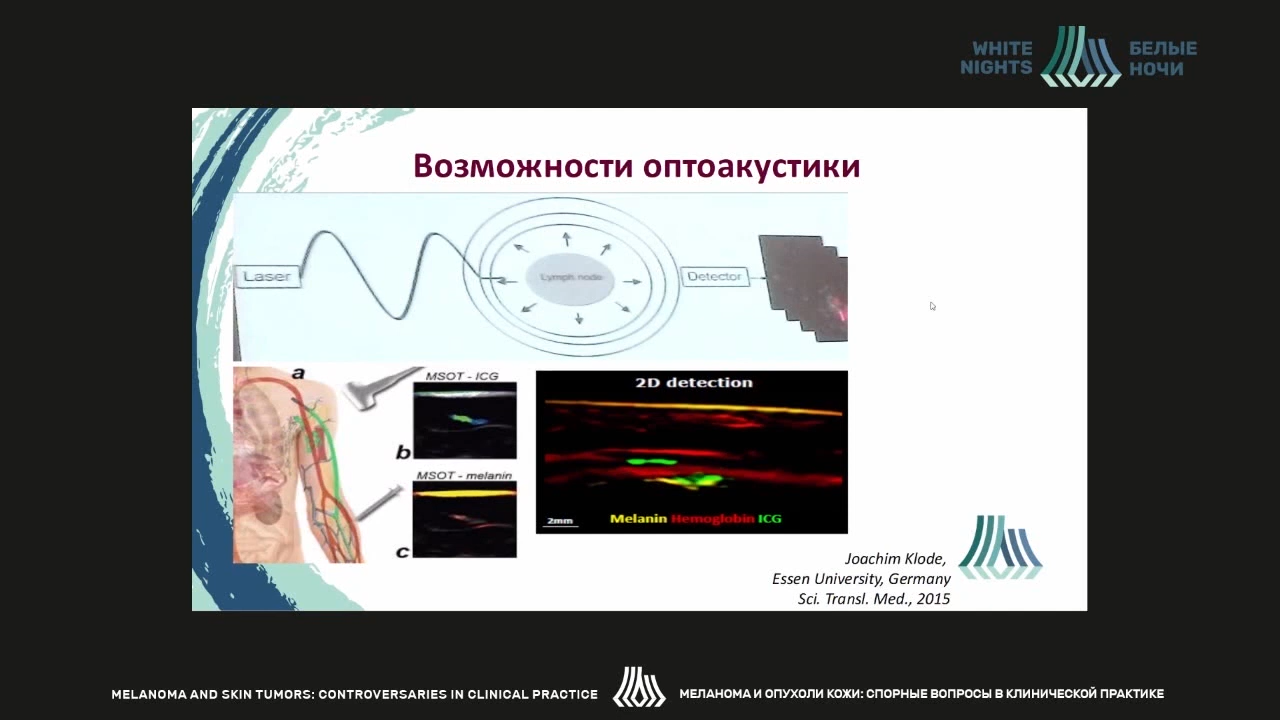 WHITE
NIGHTS
БЕЛЫЕ
НОЧИ
Возможности оптоакустики
Laser
Lymph node
Detector
a
MSOT - ICG
b
MSOT - melanin
c
2D detection
2mm
Melanin Hemoglobin ICG
Joachim Klode,
Essen University, Germany
Sci. Transl. Med., 2015
MELANOMA AND SKIN TUMORS: CONTROVERSARIES IN CLINICAL PRACTICE
МЕЛАНОМА И ОПУХОЛИ КОЖИ: СПОРНЫЕ ВОПРОСЫ В КЛИНИЧЕСКОЙ ПРАКТИКЕ